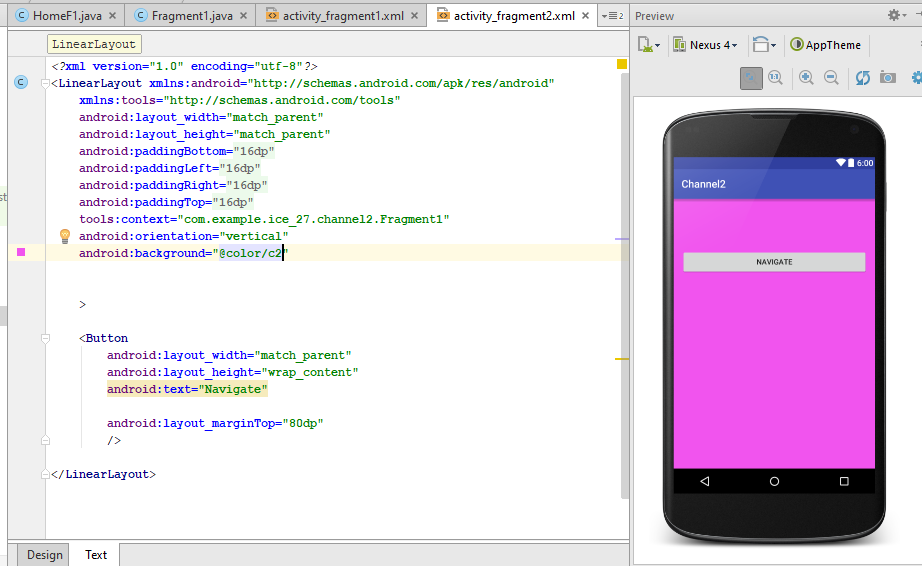 HomeF1.java
Fragment1.java
activity_fragment1.xml
activity_fragment2.xml
2
Preview
LinearLayout
Nexus 4
AppTheme
<?xml version="1.0" encoding="utf-8"?>
<LinearLayout xmlns:android="http://schemas.android.com/apk/res/android"
xmlns:tools="http://schemas.android.com/tools"
android:layout_width="match_parent"
android:layout_height="match_parent"
android:paddingBottom="16dp"
android:paddingLeft="16dp"
android:paddingRight="16dp"
android:paddingTop="16dp"
tools:context="com.example.ice_27.channel2.Fragment1"
android:orientation="vertical"
android:background="@color/c2"
>
<Button
android:layout_width="match_parent"
android:layout_height="wrap_content"
android:text="Navigate"
android:layout_marginTop="80dp"
/>
</LinearLayout>
Design
Text
6:00
Channel2
NAVIGATE